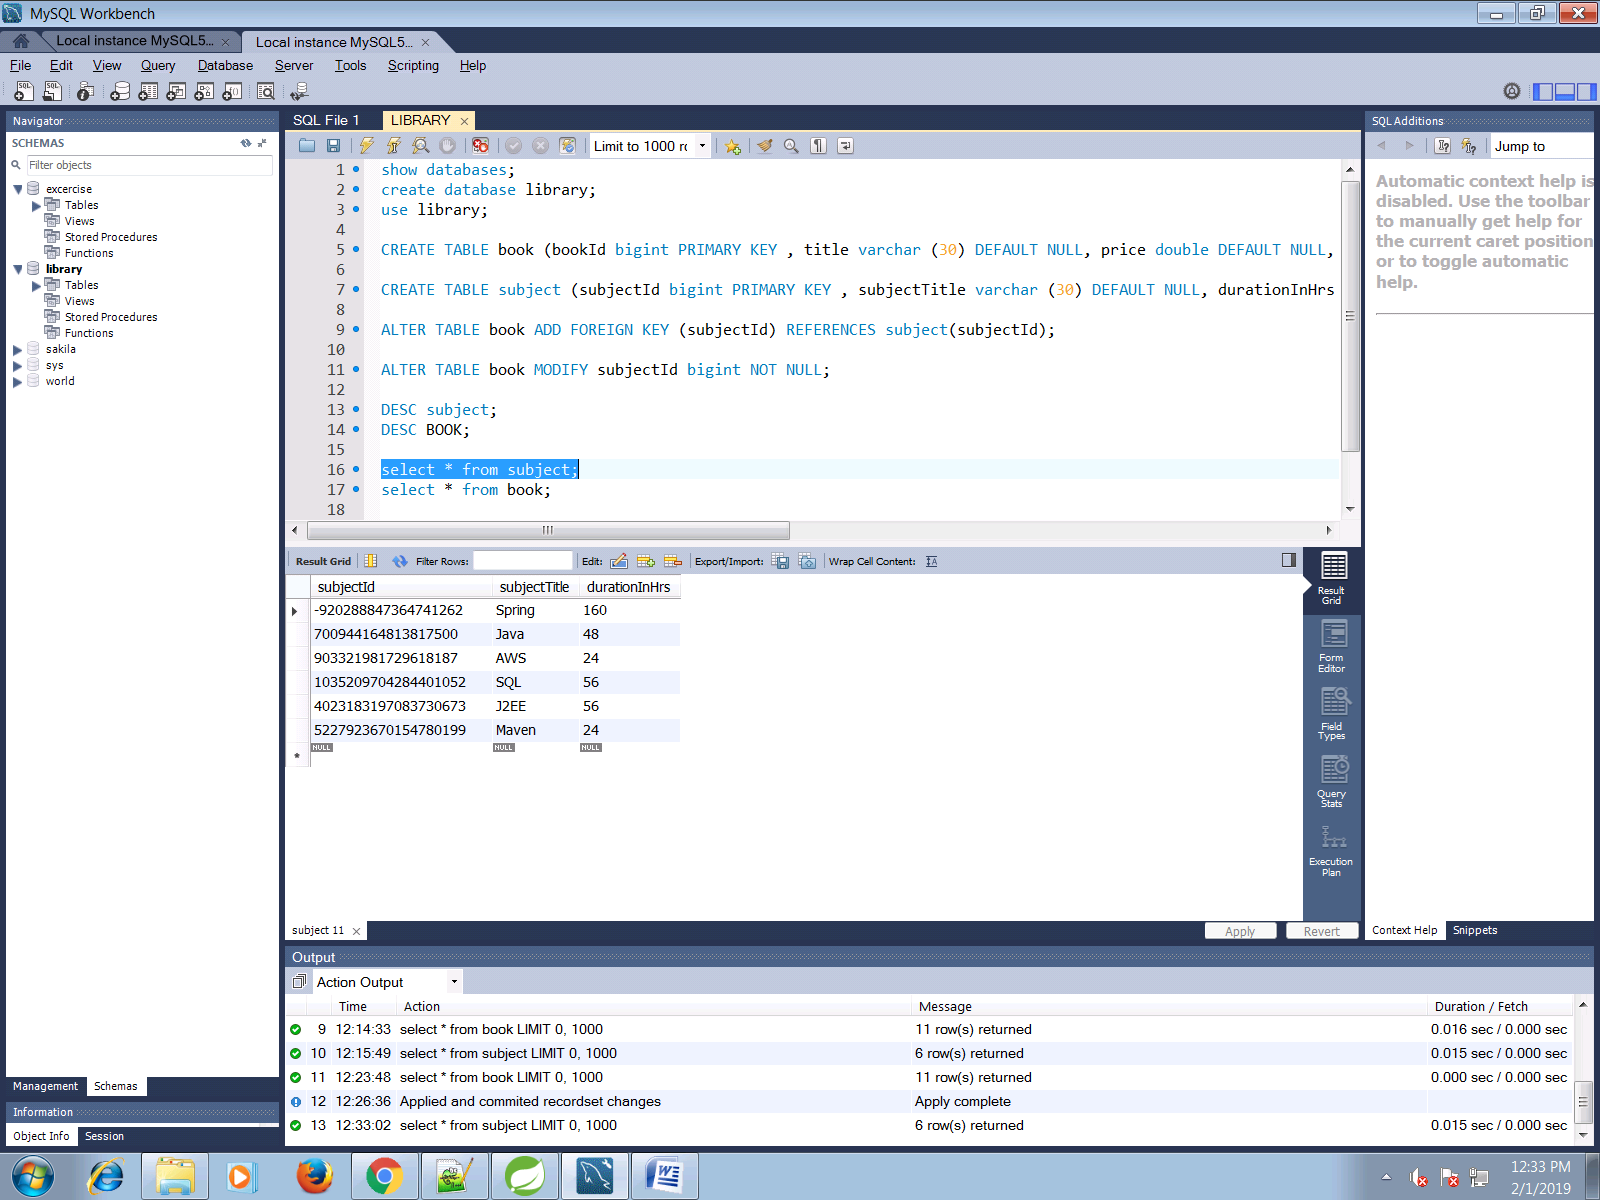 MySQL Workbench
Local instance MySQL5... ×
Local instance MySQL5... ×
File Edit View Query Database Server Tools Scripting Help
Navigator
SCHEMAS
Filter objects
excercise
Tables
Views
Stored Procedures
Functions
library
Tables
Views
Stored Procedures
Functions
sakila
sys
world
Management Schemas
Information
Object Info Session
SQL File 1 LIBRARY ×
Limit to 1000 rc
1 show databases;
2 create database library;
3 use library;
4
5 CREATE TABLE book (bookId bigint PRIMARY KEY , title varchar (30) DEFAULT NULL, price double DEFAULT NULL,
6
7 CREATE TABLE subject (subjectId bigint PRIMARY KEY , subjectTitle varchar (30) DEFAULT NULL, durationInHrs
8
9 ALTER TABLE book ADD FOREIGN KEY (subjectId) REFERENCES subject(subjectId);
10
11 ALTER TABLE book MODIFY subjectId bigint NOT NULL;
12
13 DESC subject;
14 DESC BOOK;
15
16 select * from subject;
17 select * from book;
18
Result Grid Filter Rows: Edit: Export/Import: Wrap Cell Content:
subjectId subjectTitle durationInHrs
-920288847364741262 Spring 160
700944164813817500 Java 48
903321981729618187 AWS 24
1035209704284401052 SQL 56
4023183197083730673 J2EE 56
5227923670154780199 Maven 24
NULL NULL NULL
Result Grid
Form Editor
Field Types
Query Stats
Execution Plan
subject 11 ×
Apply Revert
SQL Additions
Jump to
Automatic context help is
disabled. Use the toolbar
to manually get help for
the current caret position
or to toggle automatic
help.
Context Help Snippets
Output
Action Output
Time Action Message Duration / Fetch
9 12:14:33 select * from book LIMIT 0, 1000 11 row(s) returned 0.016 sec / 0.000 sec
10 12:15:49 select * from subject LIMIT 0, 1000 6 row(s) returned 0.015 sec / 0.000 sec
11 12:23:48 select * from book LIMIT 0, 1000 11 row(s) returned 0.000 sec / 0.000 sec
12 12:26:36 Applied and commited recordset changes Apply complete
13 12:33:02 select * from subject LIMIT 0, 1000 6 row(s) returned 0.015 sec / 0.000 sec
12:33 PM
2/1/2019